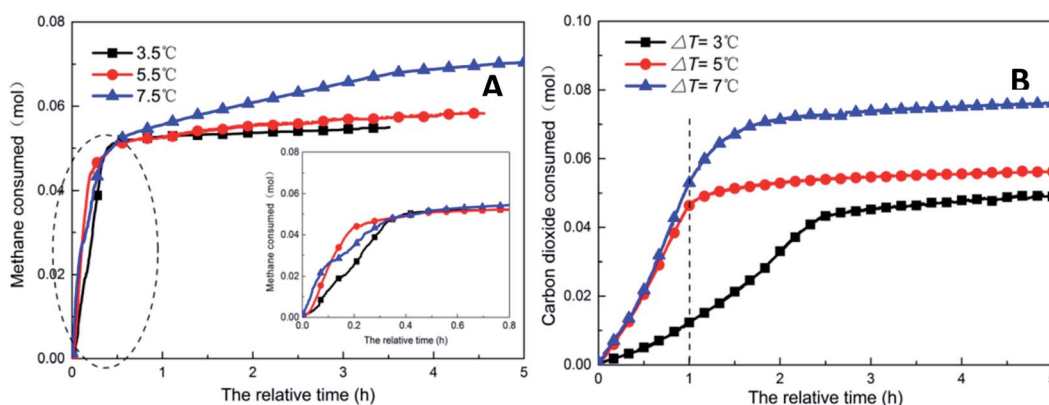 0.08
0.06
0.04
0.02
0.00
Methane consumed (mol)
3.5℃
5.5℃
7.5℃
A
0.08
0.06
0.04
0.02
0.00
Methane consumed (mol)
0.0 0.2 0.4 0.6 0.8
The relative time (h)
0 1 2 3 4 5
The relative time (h)
0.10
0.08
0.06
0.04
0.02
0.00
Carbon dioxide consumed (mol)
△T= 3℃
△T= 5℃
△T= 7℃
B
0 1 2 3 4 5
The relative time (h)